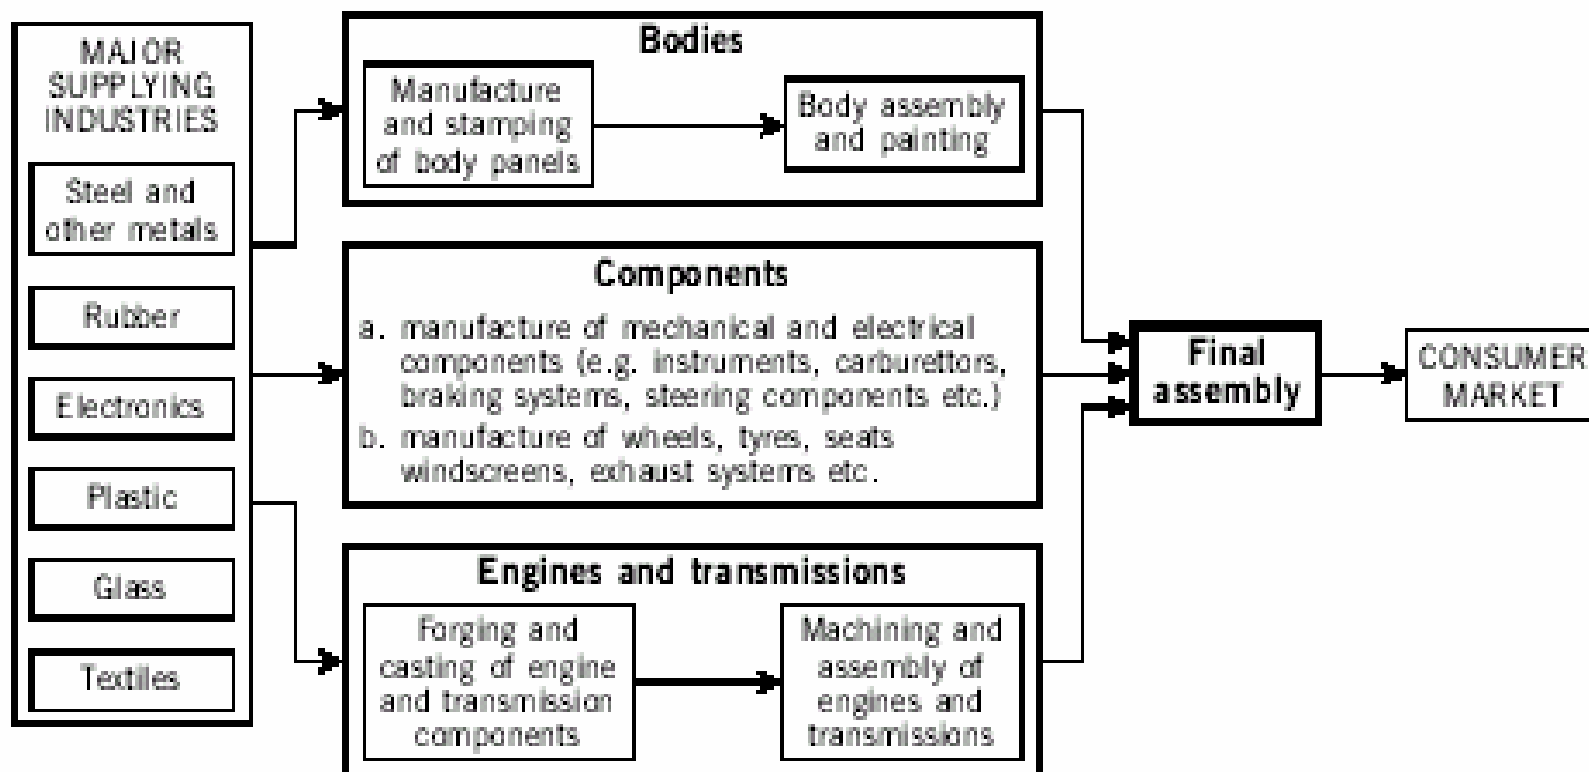 MAJOR
SUPPLYING
INDUSTRIES
Steel and
other metals
Rubber
Electronics
Plastic
Glass
Textiles
Bodies
Manufacture
and stamping
of body panels
Body assembly
and painting
Components
a. manufacture of mechanical and electrical
components (e.g. instruments, carburettors,
braking systems, steering components etc.)
b. manufacture of wheels, tyres, seats
windscreens, exhaust systems etc.
Engines and transmissions
Forging and
casting of engine
and transmission
components
Machining and
assembly of
engines and
transmissions
Final
assembly
CONSUMER
MARKET